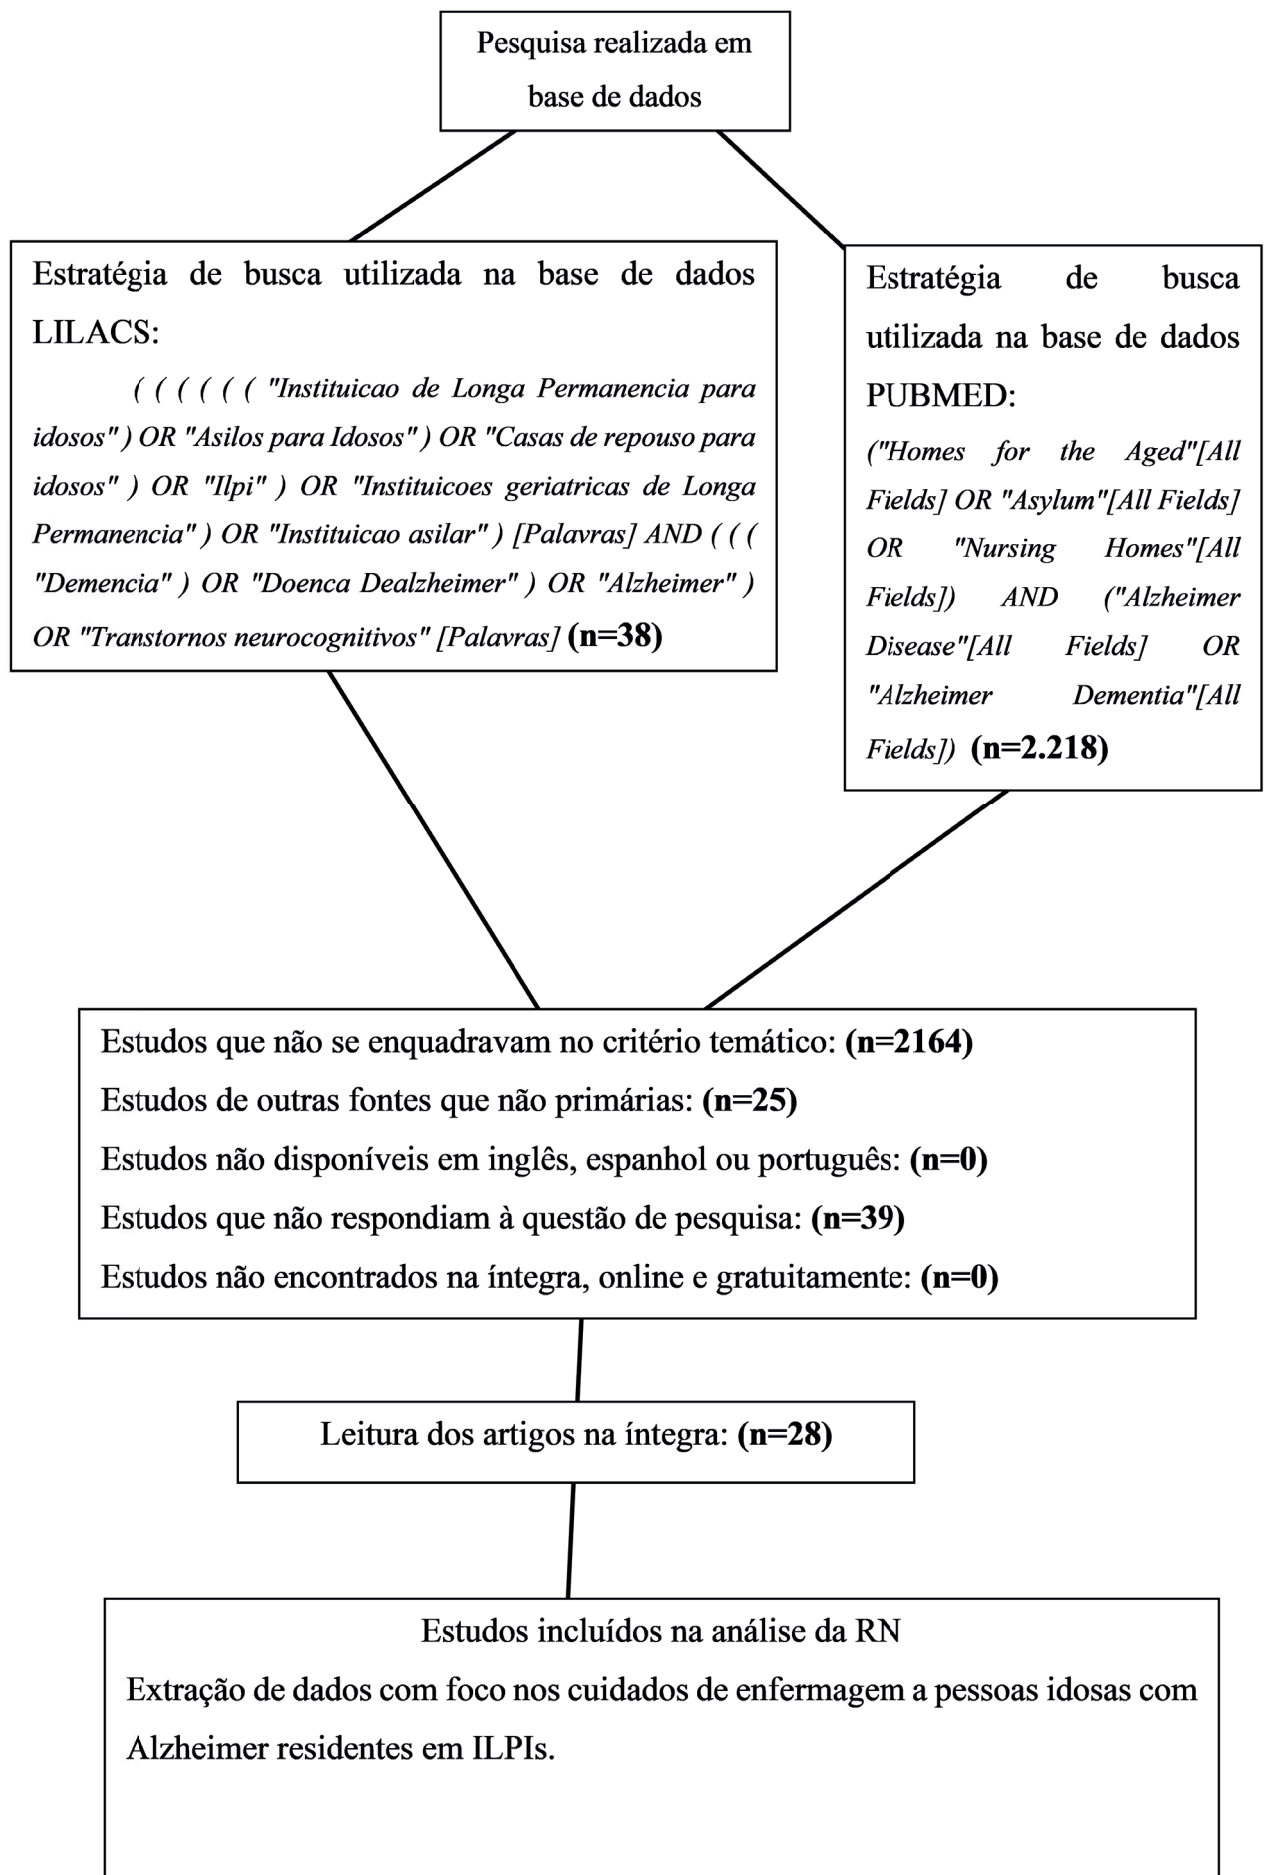 Pesquisa realizada em
base de dados
Estratégia de busca utilizada na base de dados
LILACS:
( ( ( ( ( ( "Instituicao de Longa Permanencia para
idosos" ) OR "Asilos para Idosos" ) OR "Casas de repouso para
idosos" ) OR "Ilpi" ) OR "Instituicoes geriatricas de Longa
Permanencia" ) OR "Instituicao asilar" ) [Palavras] AND ( ( (
"Demencia" ) OR "Doenca Dealzheimer" ) OR "Alzheimer" )
OR "Transtornos neurocognitivos" [Palavras] (n=38)
Estratégia de busca
utilizada na base de dados
PUBMED:
("Homes for the Aged"[All
Fields] OR "Asylum"[All Fields]
OR "Nursing Homes"[All
Fields]) AND ("Alzheimer
Disease"[All Fields] OR
"Alzheimer Dementia"[All
Fields]) (n=2.218)
Estudos que não se enquadravam no critério temático: (n=2164)
Estudos de outras fontes que não primárias: (n=25)
Estudos não disponíveis em inglês, espanhol ou português: (n=0)
Estudos que não respondiam à questão de pesquisa: (n=39)
Estudos não encontrados na íntegra, online e gratuitamente: (n=0)
Leitura dos artigos na íntegra: (n=28)
Estudos incluídos na análise da RN
Extração de dados com foco nos cuidados de enfermagem a pessoas idosas com
Alzheimer residentes em ILPIs.